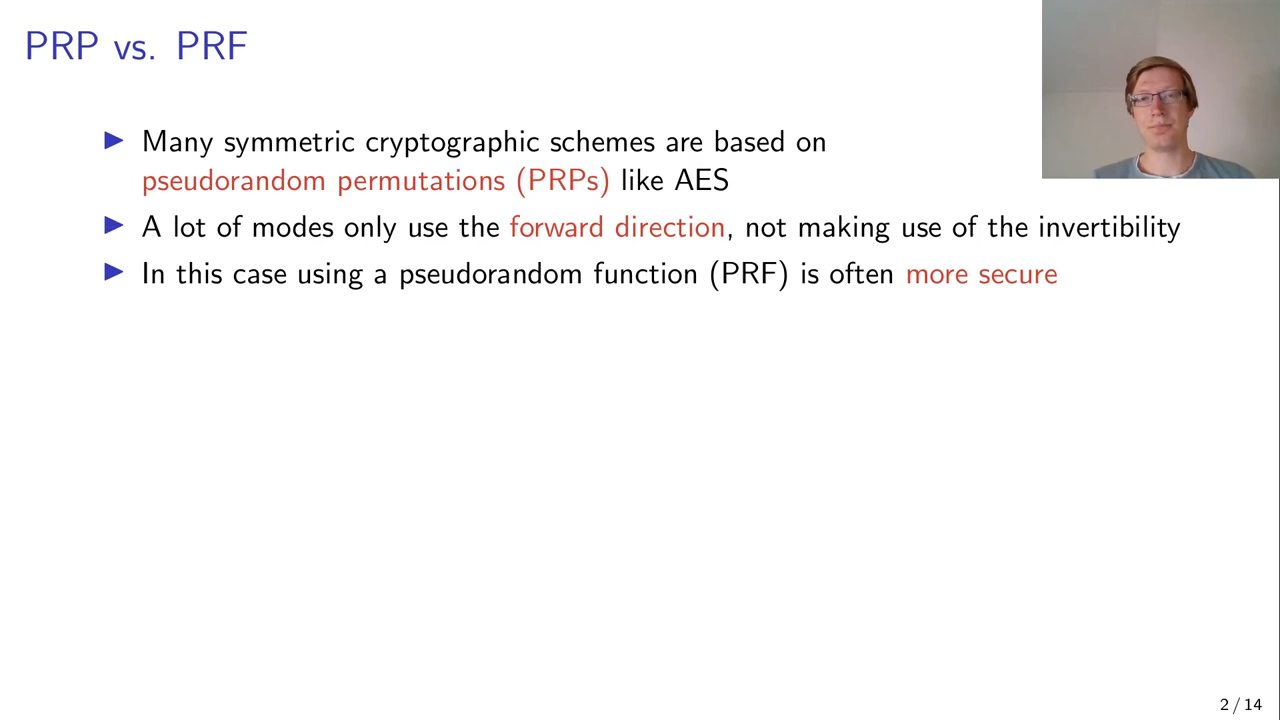 PRP vs. PRF
Many symmetric cryptographic schemes are based on
pseudorandom permutations (PRPs) like AES
A lot of modes only use the forward direction, not making use of the invertibility
In this case using a pseudorandom function (PRF) is often more secure
2 / 14